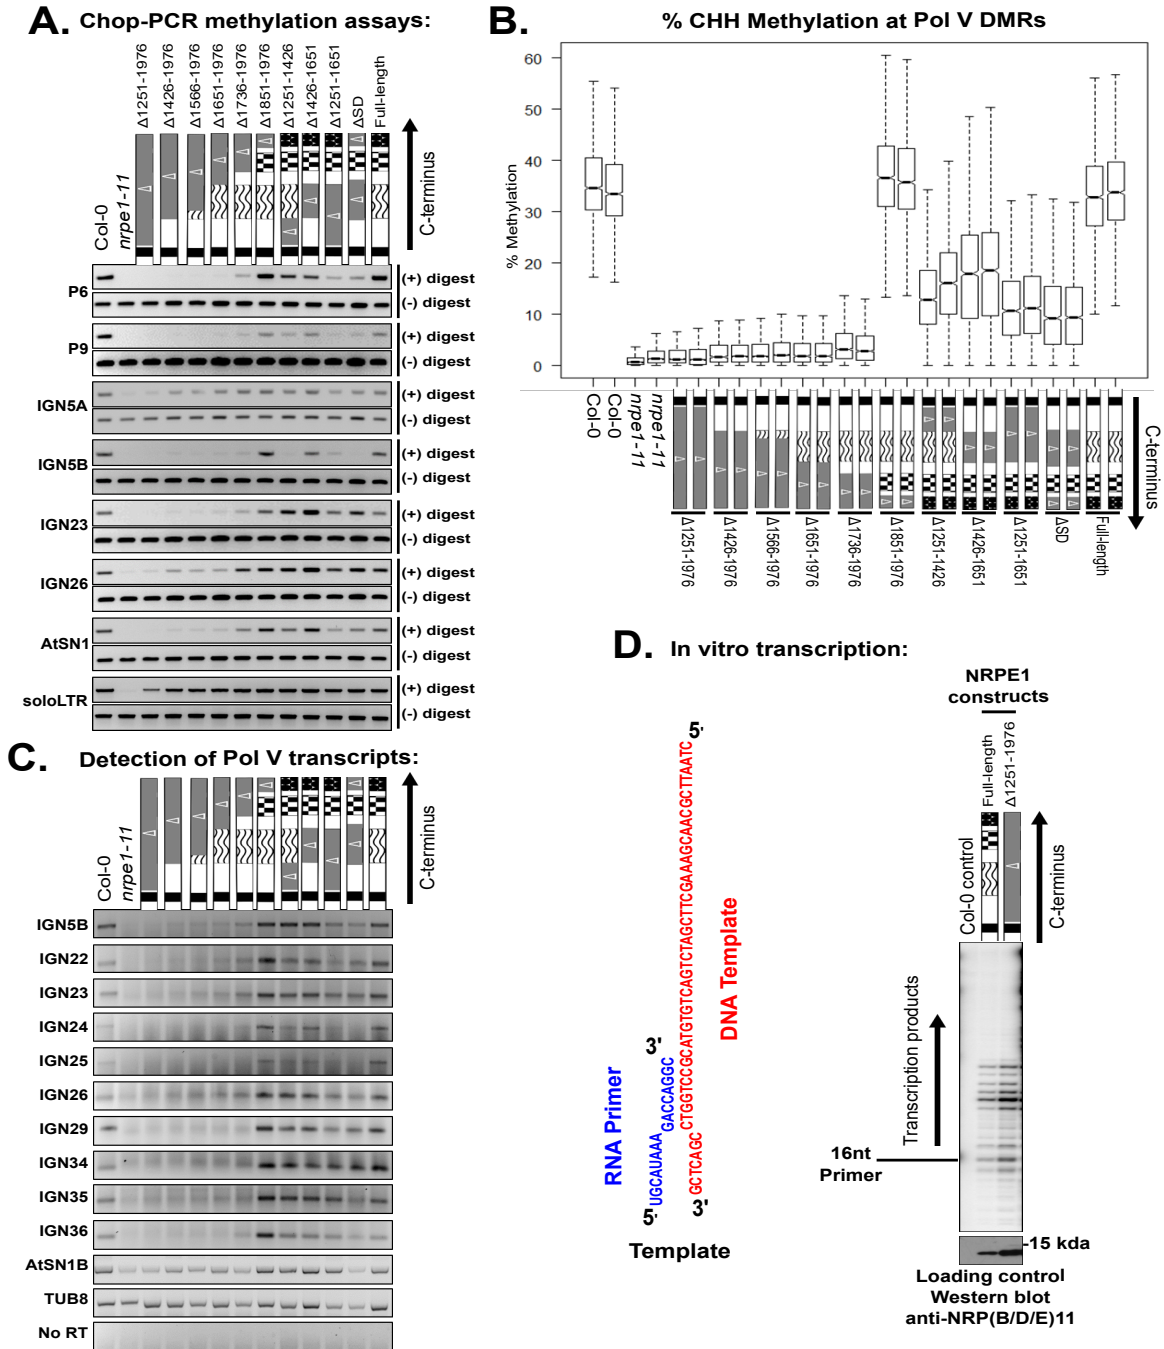 A. Chop-PCR methylation assays:
Col-0
nrpe1-11
Δ1251-1976
Δ1426-1976
Δ1566-1976
Δ1651-1976
Δ1736-1976
Δ1851-1976
Δ1251-1426
Δ1426-1651
Δ1251-1651
ΔSD
Full-length
C-terminus
P6
(+) digest
(-) digest
P9
(+) digest
(-) digest
IGN5A
(+) digest
(-) digest
IGN5B
(+) digest
(-) digest
IGN23
(+) digest
(-) digest
IGN26
(+) digest
(-) digest
AtSN1
(+) digest
(-) digest
soloLTR
(+) digest
(-) digest
B. % CHH Methylation at Pol V DMRs
% Methylation
60
50
40
30
20
10
0
Col-0
Col-0
nrpe1-11
nrpe1-11
Δ1251-1976
Δ1426-1976
Δ1566-1976
Δ1651-1976
Δ1736-1976
Δ1851-1976
Δ1251-1426
Δ1426-1651
Δ1251-1651
ΔSD
Full-length
C-terminus
C. Detection of Pol V transcripts:
Col-0
nrpe1-11
C-terminus
IGN5B
IGN22
IGN23
IGN24
IGN25
IGN26
IGN29
IGN34
IGN35
IGN36
AtSN1B
TUB8
No RT
D. In vitro transcription:
5'
GCTCAGC CTGGTCCGCATGTGTCAGTCTAGCTTCGAAAGCAACGCTTAATC
3'
DNA Template
3'
UGCAUAAA GACCAGGC
5'
RNA Primer
Template
NRPE1
constructs
Col-0 control
Full-length
Δ1251-1976
C-terminus
Transcription products
16nt
Primer
-15 kda
Loading control
Western blot
anti-NRP(B/D/E)11